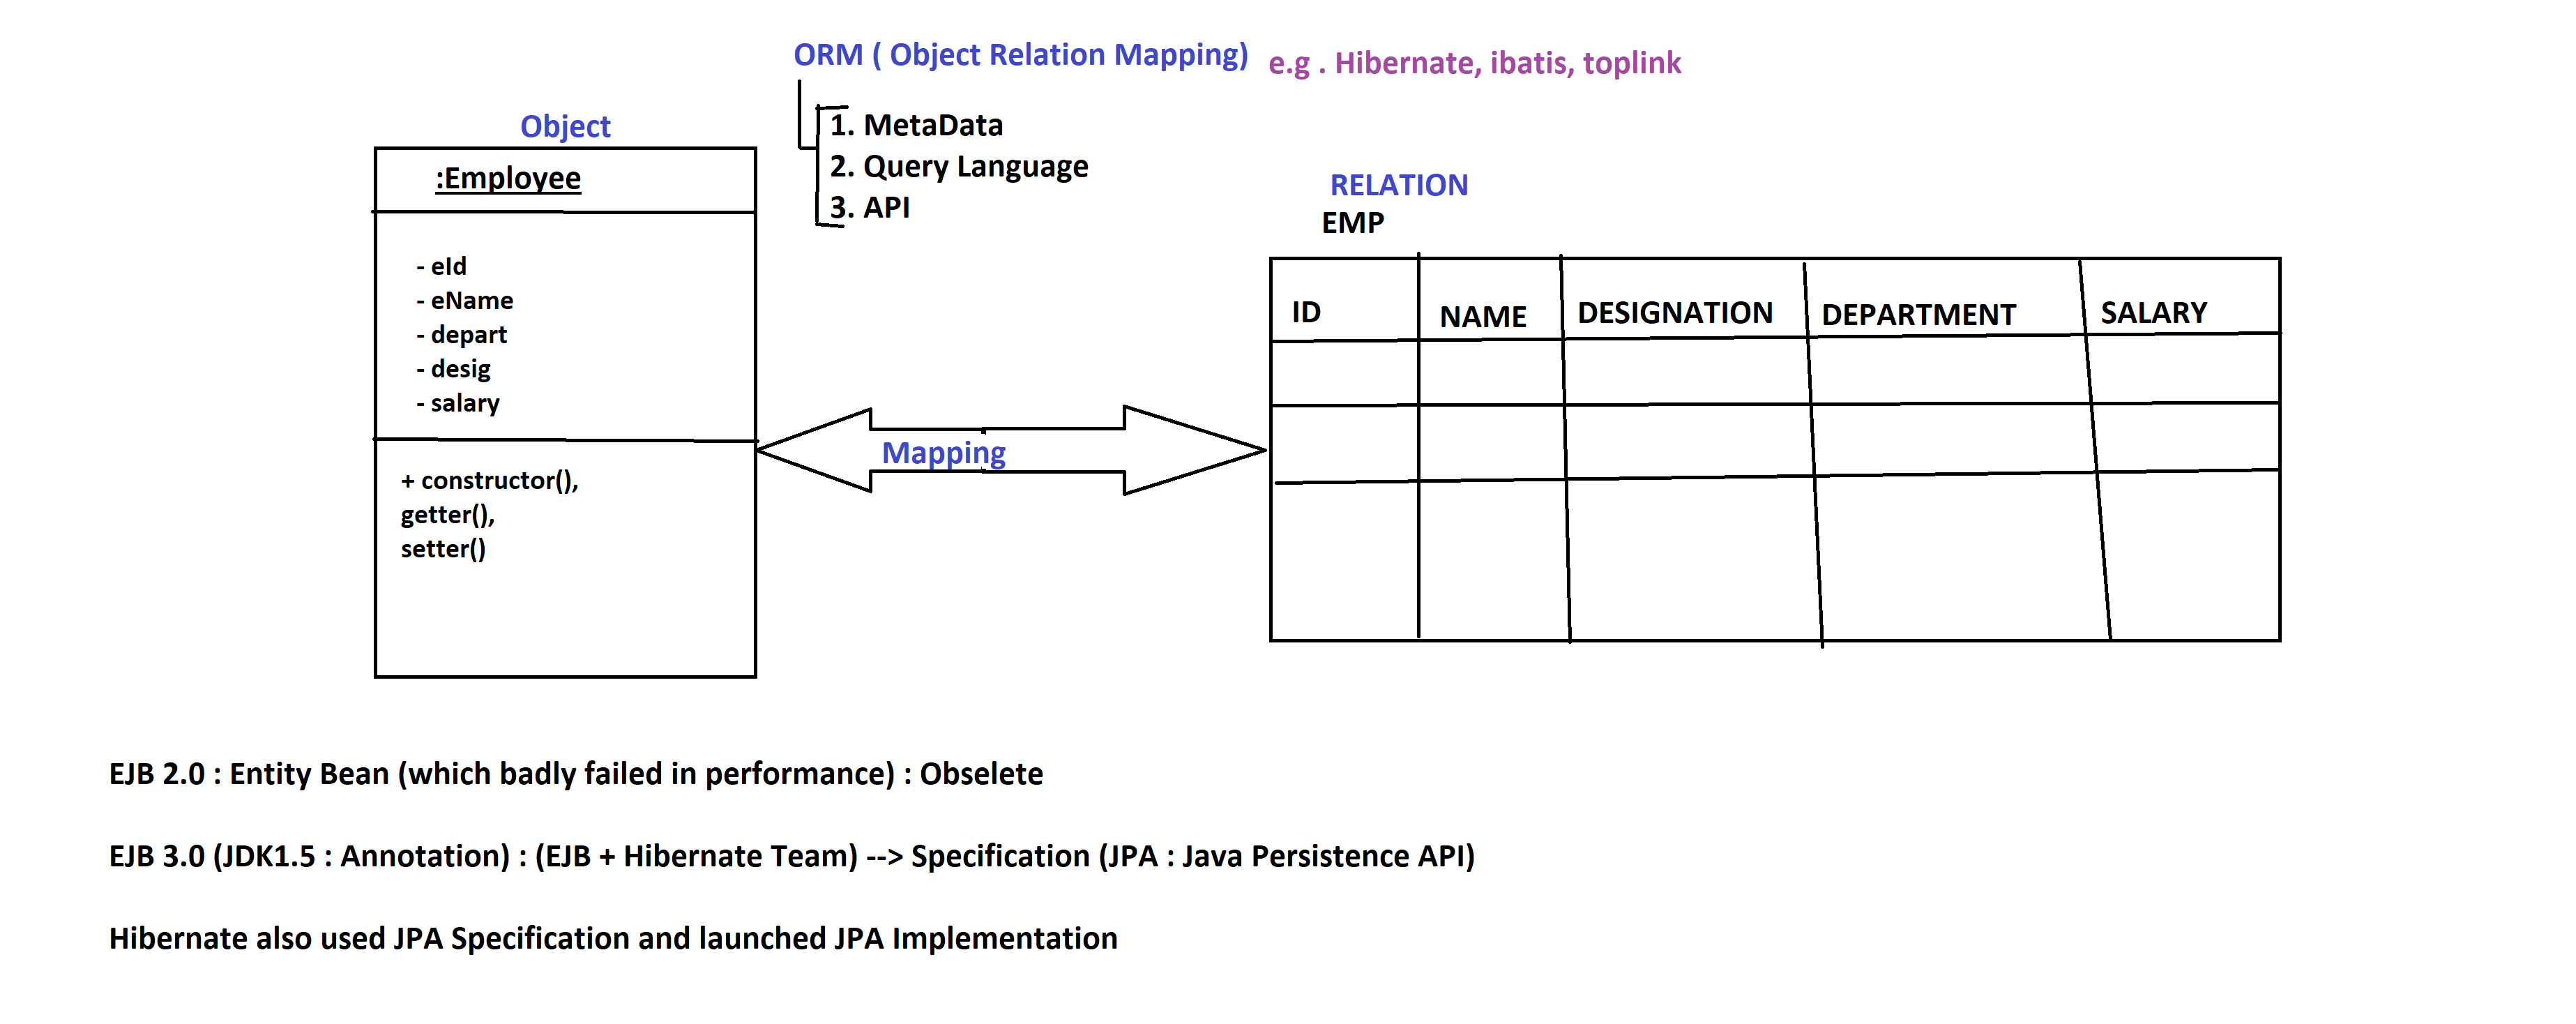 ORM ( Object Relation Mapping) e.g . Hibernate, ibatis, toplink
1. MetaData
2. Query Language
3. API
Object
:Employee
- eId
- eName
- depart
- desig
- salary
+ constructor(),
getter(),
setter()
Mapping
RELATION
EMP
ID NAME DESIGNATION DEPARTMENT SALARY
EJB 2.0 : Entity Bean (which badly failed in performance) : Obselete
EJB 3.0 (JDK1.5 : Annotation) : (EJB + Hibernate Team) --> Specification (JPA : Java Persistence API)
Hibernate also used JPA Specification and launched JPA Implementation